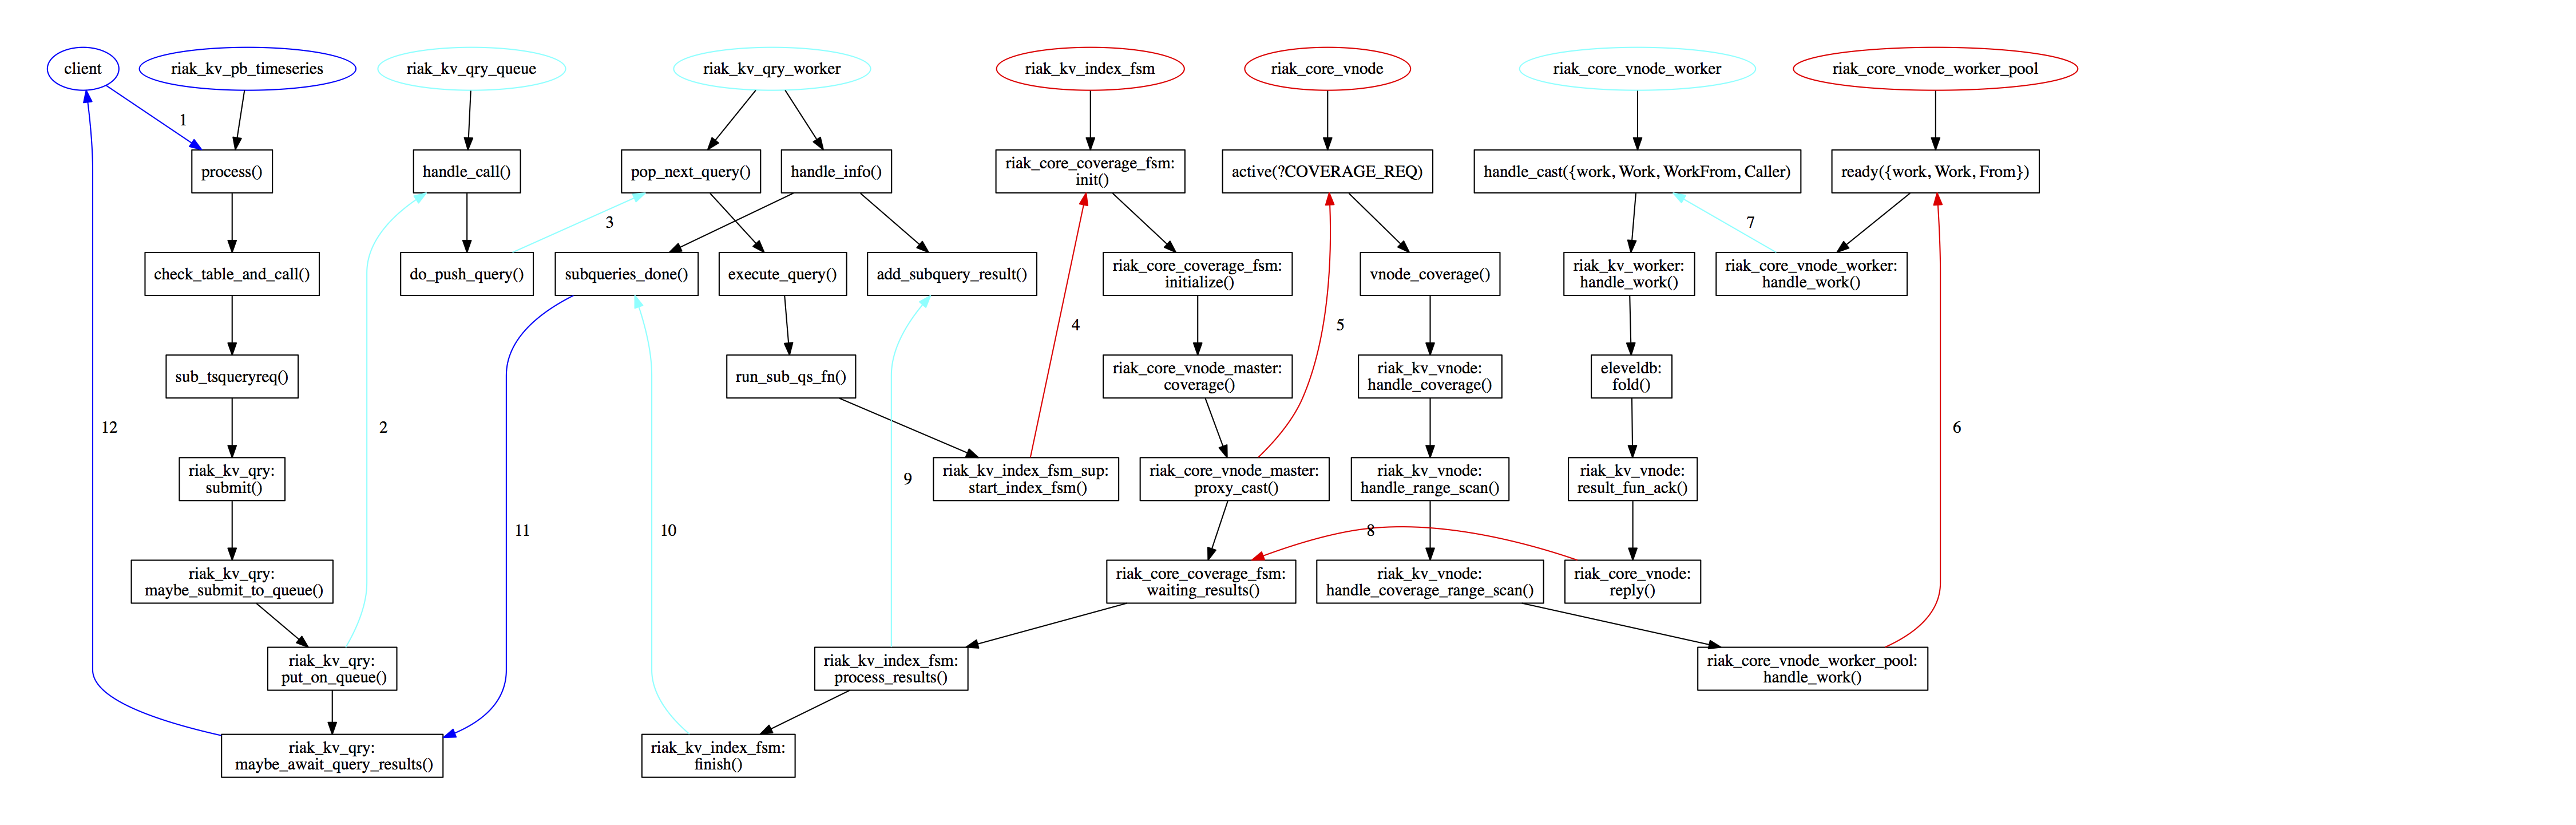 client
riak_kv_pb_timeseries
riak_kv_qry_queue
riak_kv_qry_worker
riak_kv_index_fsm
riak_core_vnode
riak_core_vnode_worker
riak_core_vnode_worker_pool
1
process()
handle_call()
pop_next_query()
handle_info()
riak_core_coverage_fsm:
init()
active(?COVERAGE_REQ)
handle_cast({work, Work, WorkFrom, Caller)
ready({work, Work, From})
3
7
check_table_and_call()
do_push_query()
subqueries_done()
execute_query()
add_subquery_result()
riak_core_coverage_fsm:
initialize()
vnode_coverage()
riak_kv_worker:
handle_work()
riak_core_vnode_worker:
handle_work()
4
5
sub_tsqueryreq()
run_sub_qs_fn()
riak_core_vnode_master:
coverage()
riak_kv_vnode:
handle_coverage()
eleveldb:
fold()
12
2
6
riak_kv_qry:
submit()
9
riak_kv_index_fsm_sup:
start_index_fsm()
riak_core_vnode_master:
proxy_cast()
riak_kv_vnode:
handle_range_scan()
riak_kv_vnode:
result_fun_ack()
11
10
8
riak_kv_qry:
maybe_submit_to_queue()
riak_core_coverage_fsm:
waiting_results()
riak_kv_vnode:
handle_coverage_range_scan()
riak_core_vnode:
reply()
riak_kv_qry:
put_on_queue()
riak_kv_index_fsm:
process_results()
riak_core_vnode_worker_pool:
handle_work()
riak_kv_qry:
maybe_await_query_results()
riak_kv_index_fsm:
finish()